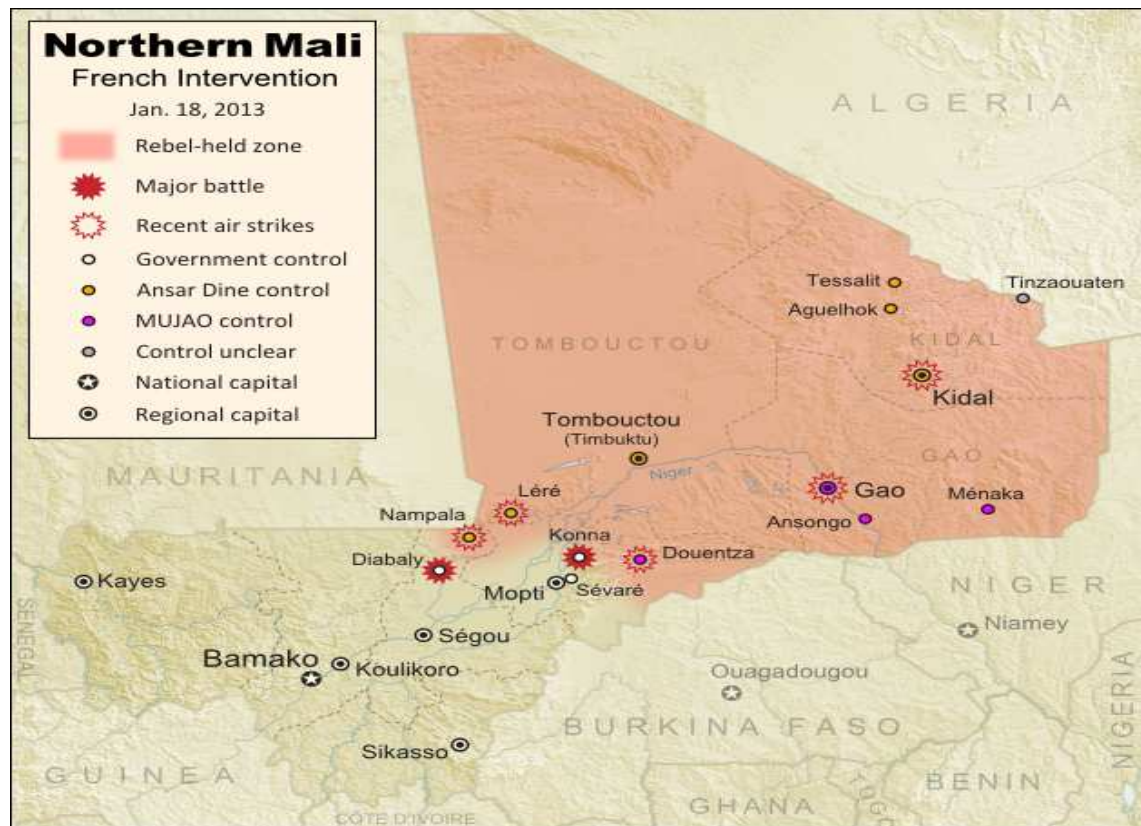 Northern Mali
French Intervention
Jan. 18, 2013
Rebel-held zone
Major battle
Recent air strikes
Government control
Ansar Dine control
MUJAO control
Control unclear
National capital
Regional capital
ALGERIA
Tessalit
Tinzaouaten
Aguelhok
TOMBOUCTOU
KIDAL
Kidal
Tombouctou
(Timbuktu)
Niger
GAO
MAURITANIA
Léré
Gao
Ménaka
Nampala
Ansongo
Konna
Diabaly
Douentza
Kayes
Mopti
Sévaré
NIGER
SENEGAL
Niamey
Ségou
Bamako
Koulikoro
Ouagadougou
BURKINA FASO
NIGERIA
Sikasso
GUINEA
BENIN
GHANA
TOGO
CÔTE D'IVOIRE